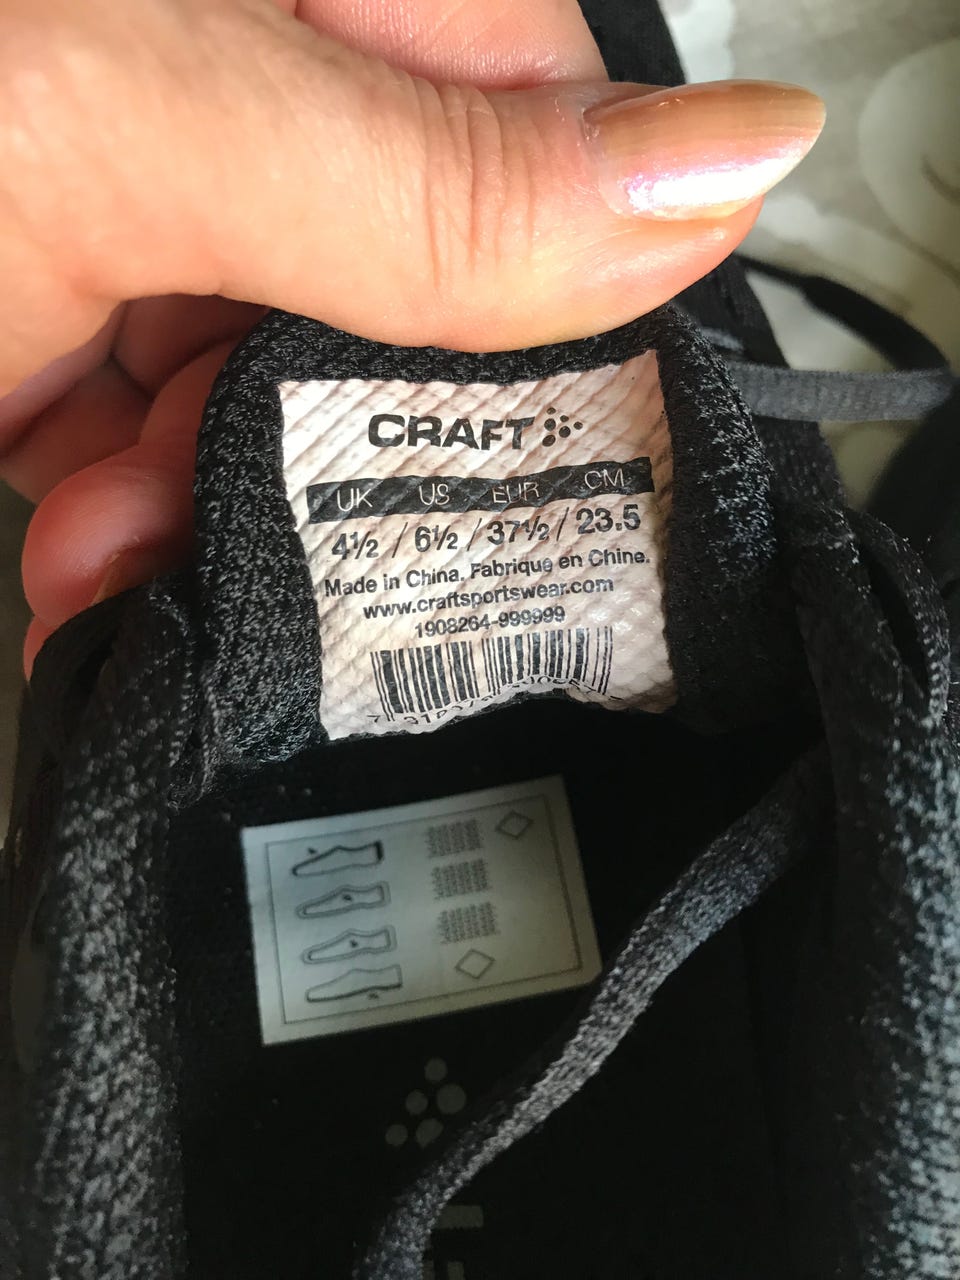 CRAFT
UK US EUR CM
4½ / 6½ / 37½ / 23.5
Made in China. Fabriqué en Chine.
www.craftsportswear.com
1908264-999999